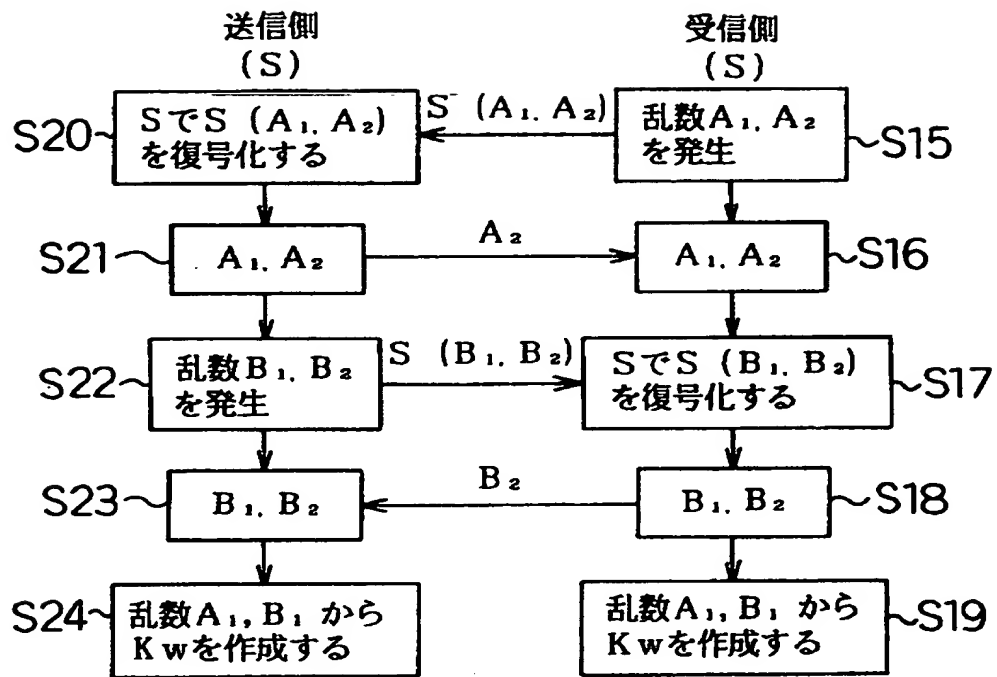 送信側
(S)
受信側
(S)
S20
SでS (A₁, A₂)
を復号化する
S (A₁, A₂)
乱数A₁, A₂
を発生
S15
S21
A₁, A₂
A₂
A₁, A₂
S16
S22
乱数B₁, B₂
を発生
S (B₁, B₂)
SでS (B₁, B₂)
を復号化する
S17
S23
B₁, B₂
B₂
B₁, B₂
S18
S24
乱数A₁, B₁ から
Kwを作成する
乱数A₁, B₁ から
Kwを作成する
S19